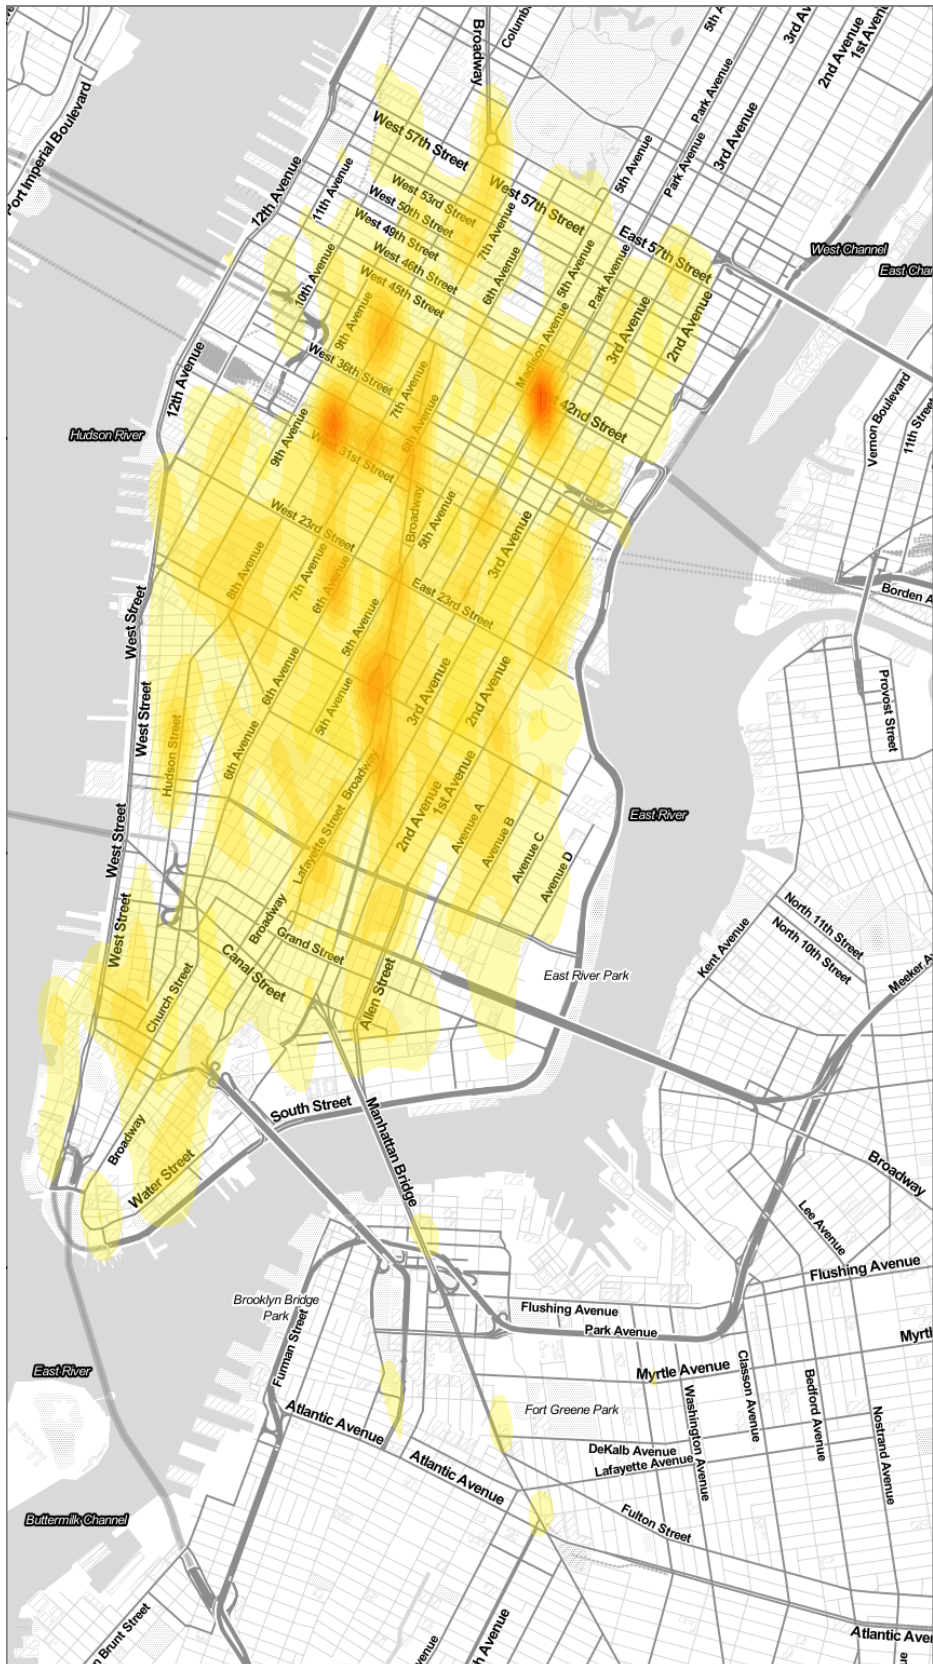 Broadway
5th A
3rd Av
2nd Avenue
1st Avenu
Port Imperial Boulevard
Park Avenue
3rd Avenue
West 57th Street
12th Avenue
11th Avenue
5th Avenue
Park Avenue
West 53rd Street
West 50th Street
West 57th Street
West 49th Street
7th Avenue
East 57th Street
West Channel
West 46th Street
6th Avenue
5th Avenue
Park Avenue
East Cha
10th Avenue
West 45th Street
9th Avenue
Madison Avenue
3rd Avenue
2nd Avenue
West 36th Street
12th Avenue
7th Avenue
42nd Street
Vernon Boulevard
11th Street
Hudson River
9th Avenue
6th Avenue
West 31st Street
Broadway
5th Avenue
West 23rd Street
3rd Avenue
8th Avenue
7th Avenue
6th Avenue
East 23rd Street
Borden A
West Street
5th Avenue
6th Avenue
3rd Avenue
2nd Avenue
Provost Street
West Street
Hudson Street
6th Avenue
5th Avenue
Broadway
1st Avenue
2nd Avenue
Avenue A
Avenue B
East River
West Street
Lafayette Street
Avenue C
Avenue D
West Street
Broadway
Grand Street
Canal Street
Kent Avenue
North 11th Street
North 10th Street
East River Park
Meeker A
Church Street
Allen Street
South Street
Manhattan Bridge
Broadway
Water Street
Broadway
Lee Avenue
Flushing Avenue
Brooklyn Bridge
Park
Flushing Avenue
Park Avenue
Furman Street
East River
Myrtle Avenue
Myrtl
Classon Avenue
Bedford Avenue
Washington Avenue
Nostrand Avenue
Atlantic Avenue
Fort Greene Park
DeKalb Avenue
Lafayette Avenue
Atlantic Avenue
Buttermilk Channel
Fulton Street
n Brunt Street
venue
h Avenue
Atlantic Aven
ue